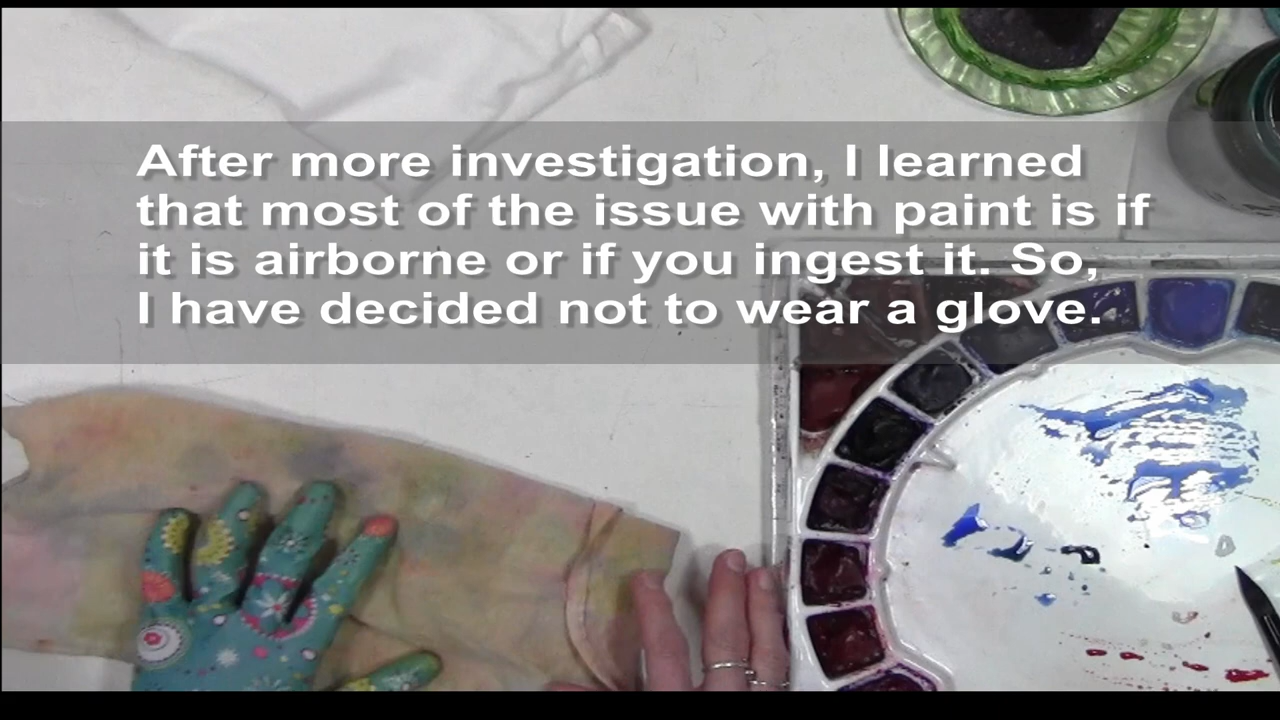 After more investigation, I learned
that most of the issue with paint is if
it is airborne or if you ingest it. So,
I have decided not to wear a glove.